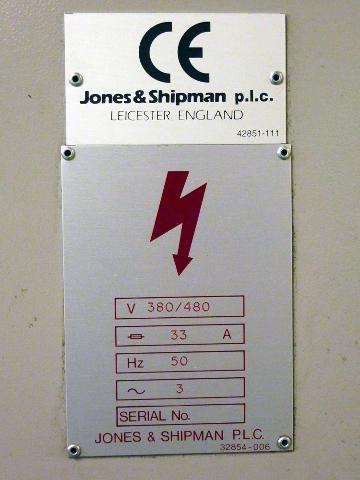 CE
Jones & Shipman p.l.c.
LEICESTER ENGLAND
42851-111
V 380/480
33 A
Hz 50
~ 3
SERIAL No.
JONES & SHIPMAN P.L.C.
32854-006